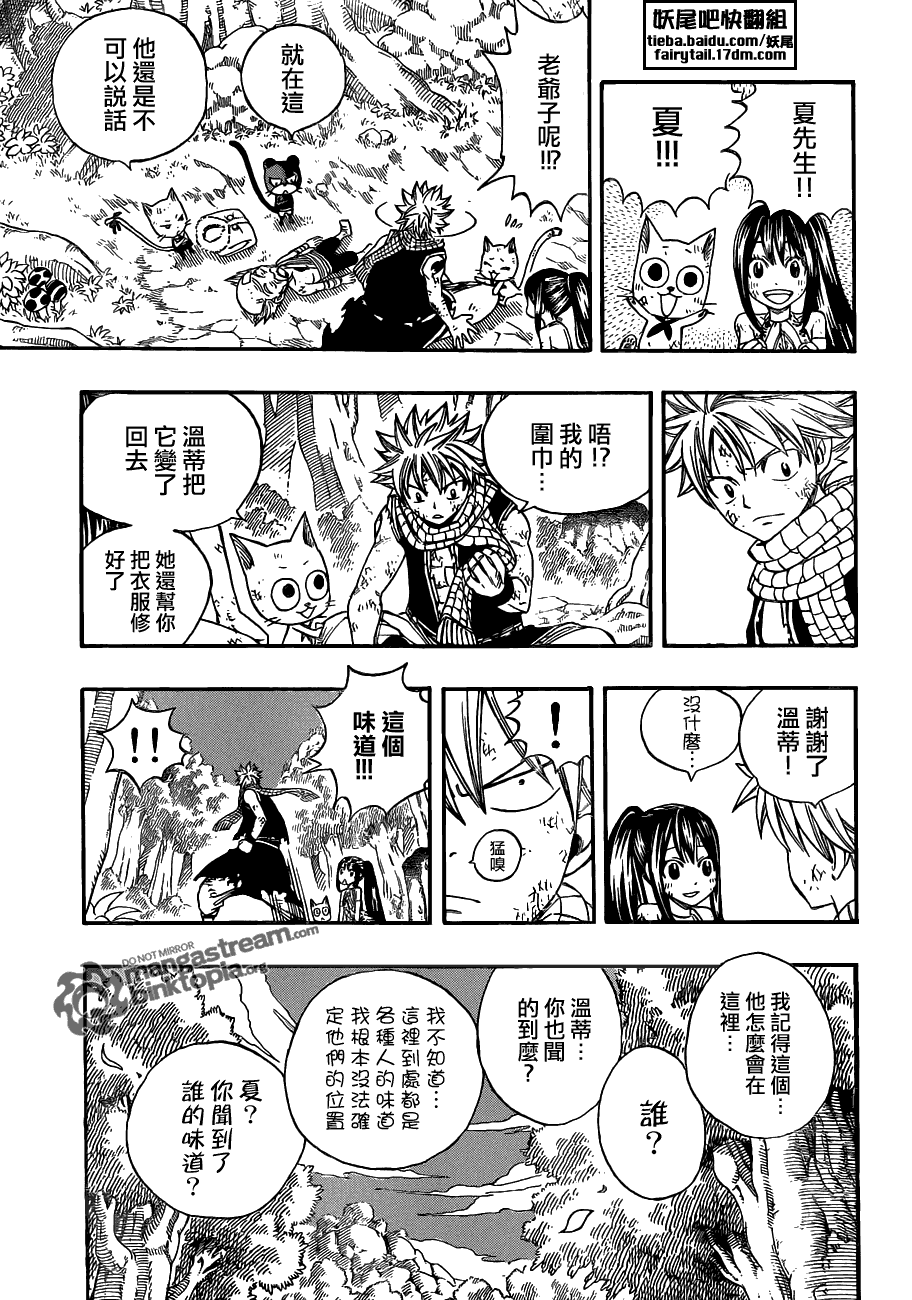 妖尾吧快翻組
tieba.baidu.com/妖尾
fairytail.17dm.com
夏先生!!
夏!!!
老爺子呢!!?
就在這
他還是不
可以説話
唔!?
我的
圍巾…
溫蒂把
它變了
回去
她還幫你
把衣服修
好了
謝謝了
溫蒂!
沒什麼…
!
猛嗅
這個
味道!!!
!!
我記得這個…
他怎麼會在
這裡…
誰?
溫蒂…
你也聞
的到麼?
我不知道…
這裡到處都是
各種人的味道
我根本沒法確
定他們的位置
夏?
你聞到了
誰的味道?
DO NOT MIRROR
mangastream.com
binktopia.org